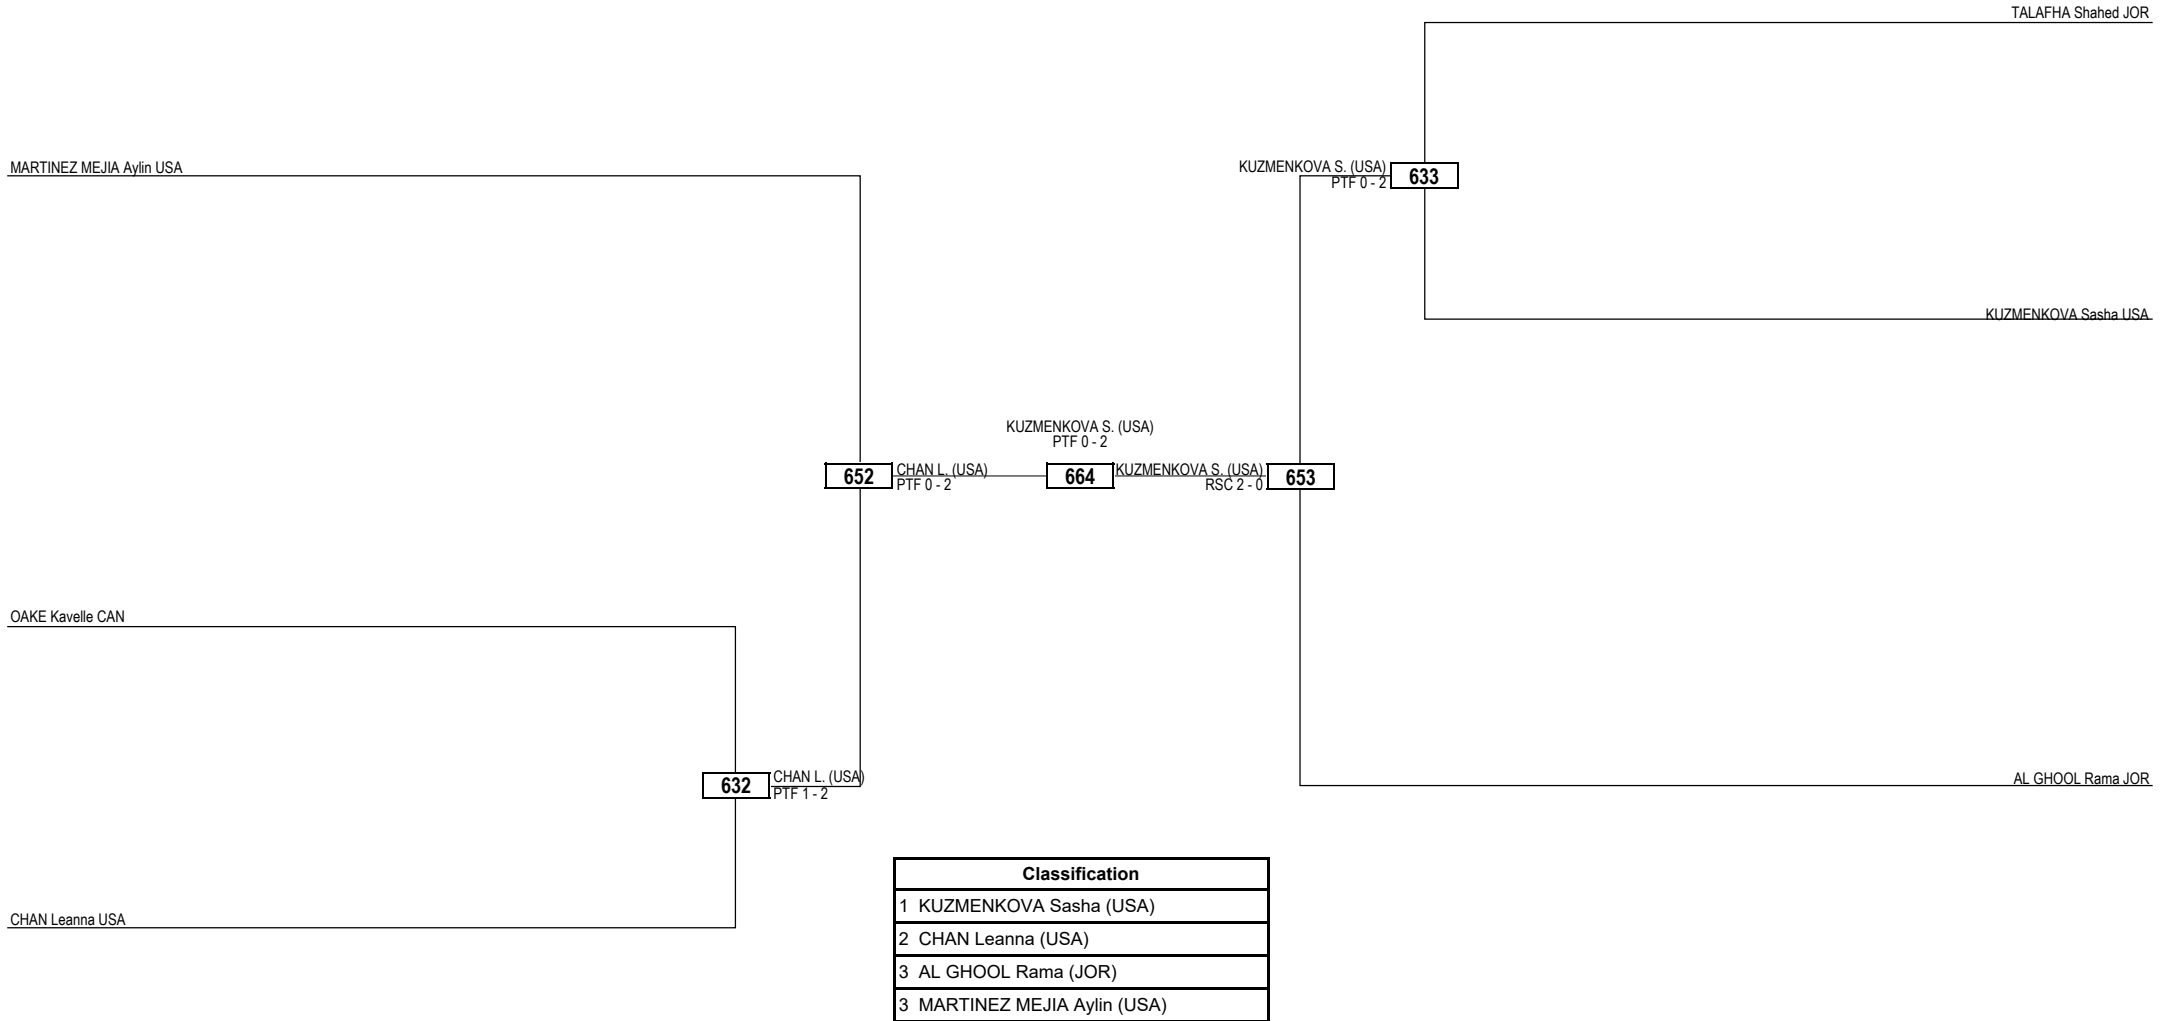 TALAFHA Shahed JOR
MARTINEZ MEJIA Aylin USA
KUZMENKOVA S. (USA)
PTF 0 - 2
633
KUZMENKOVA Sasha USA
KUZMENKOVA S. (USA)
PTF 0 - 2
652
CHAN L. (USA)
PTF 0 - 2
664
KUZMENKOVA S. (USA)
RSC 2 - 0
653
OAKE Kavelle CAN
632
CHAN L. (USA)
PTF 1 - 2
AL GHOOL Rama JOR
CHAN Leanna USA
Classification
1 KUZMENKOVA Sasha (USA)
2 CHAN Leanna (USA)
3 AL GHOOL Rama (JOR)
3 MARTINEZ MEJIA Aylin (USA)